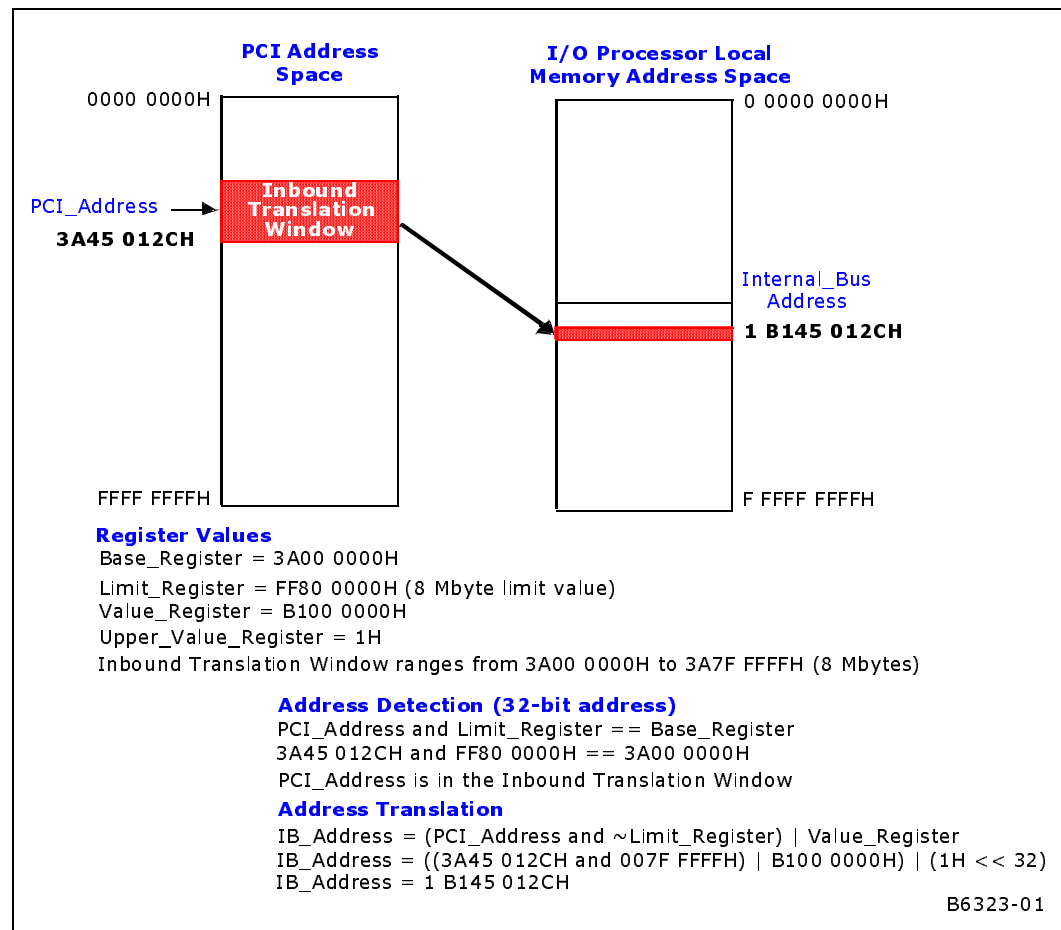 PCI Address
Space
I/O Processor Local
Memory Address Space
0000 0000H
0 0000 0000H
Inbound
Translation
Window
PCI_Address
3A45 012CH
Internal_Bus
Address
1 B145 012CH
FFFF FFFFH
F FFFF FFFFH
Register Values
Base_Register = 3A00 0000H
Limit_Register = FF80 0000H (8 Mbyte limit value)
Value_Register = B100 0000H
Upper_Value_Register = 1H
Inbound Translation Window ranges from 3A00 0000H to 3A7F FFFFH (8 Mbytes)
Address Detection (32-bit address)
PCI_Address and Limit_Register == Base_Register
3A45 012CH and FF80 0000H == 3A00 0000H
PCI_Address is in the Inbound Translation Window
Address Translation
IB_Address = (PCI_Address and ~Limit_Register) | Value_Register
IB_Address = ((3A45 012CH and 007F FFFFH) | B100 0000H) | (1H << 32)
IB_Address = 1 B145 012CH
B6323-01